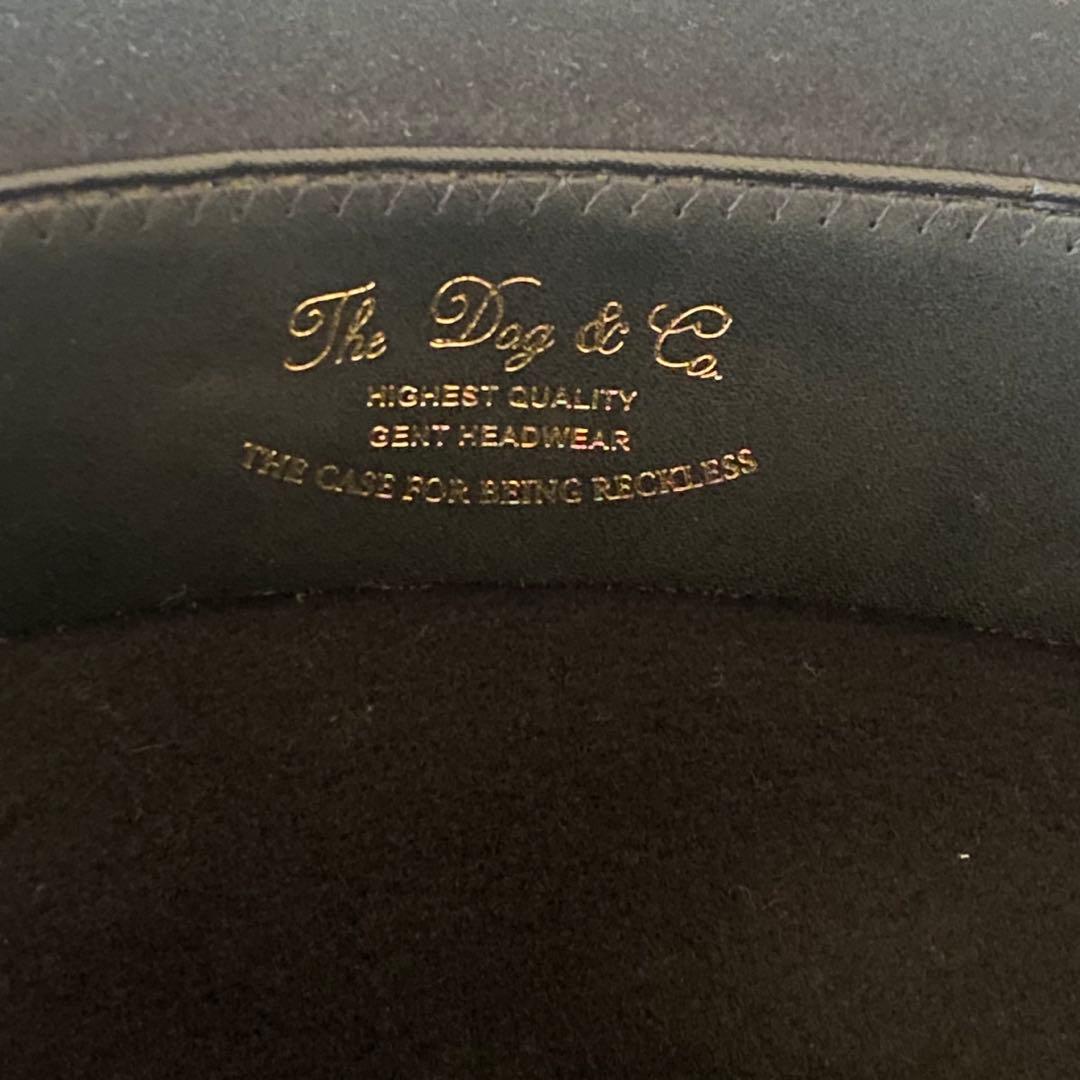 The Dog & Co.
HIGHEST QUALITY
GENT HEADWEAR
THE CASE FOR BEING RECKLESS